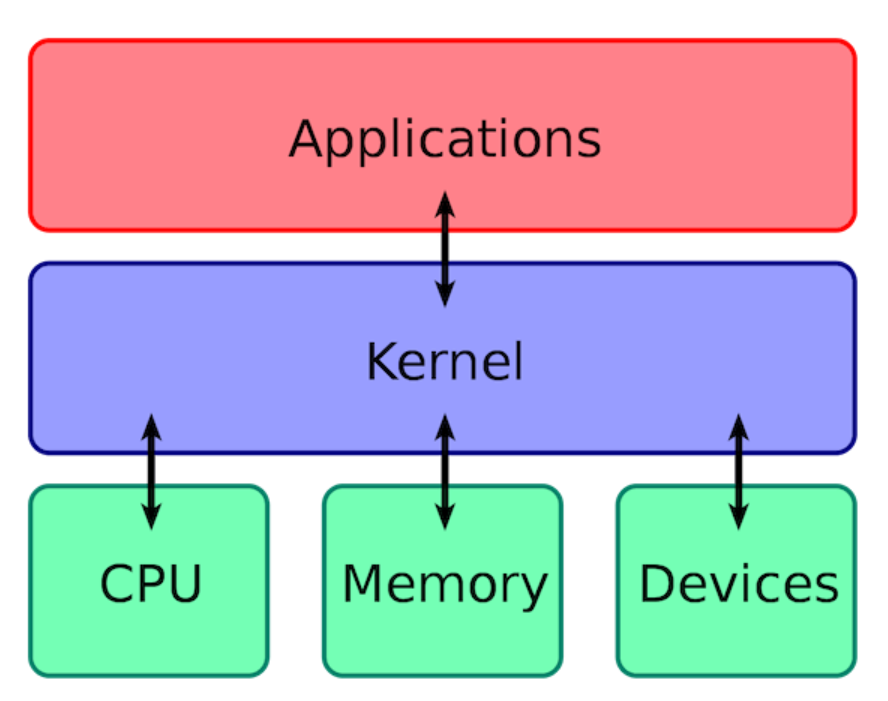 Applications
Kernel
CPU
Memory
Devices